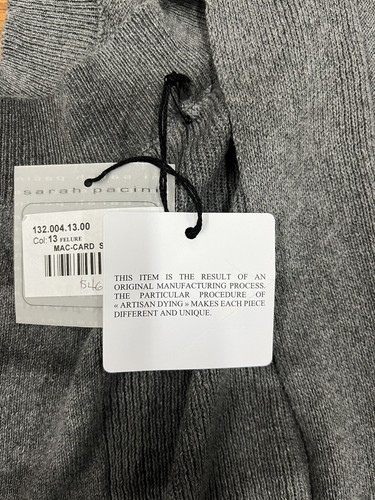 sarah pacini
132.004.13.00
Col: 13 FELURE
MAC-CARD S
THIS ITEM IS THE RESULT OF AN
ORIGINAL MANUFACTURING PROCESS.
THE PARTICULAR PROCEDURE OF
« ARTISAN DYING » MAKES EACH PIECE
DIFFERENT AND UNIQUE.